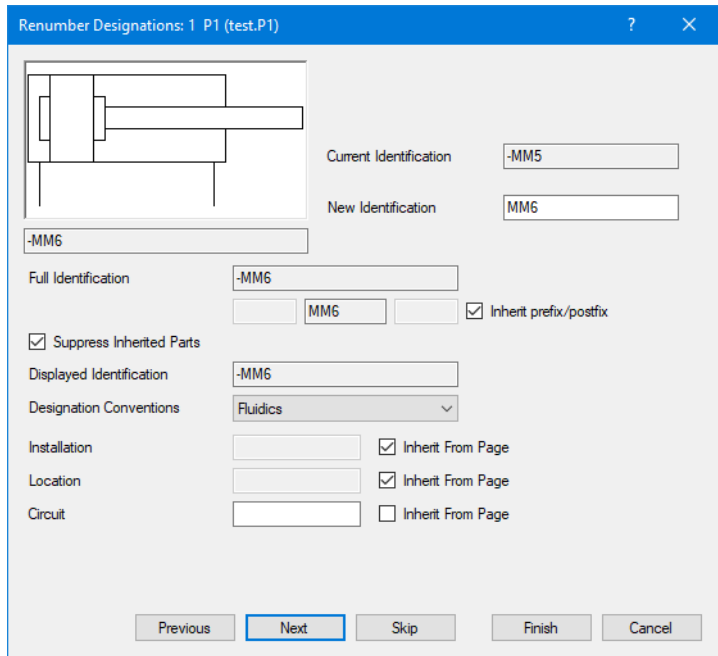 Renumber Designations: 1 P1 (test.P1) ?
Current Identification -MM5
New Identification MM6
-MM6
Full Identification -MM6
MM6 Inherit prefix/postfix
Suppress Inherited Parts
Displayed Identification -MM6
Designation Conventions Fluidics
Installation Inherit From Page
Location Inherit From Page
Circuit Inherit From Page
Previous Next Skip Finish Cancel